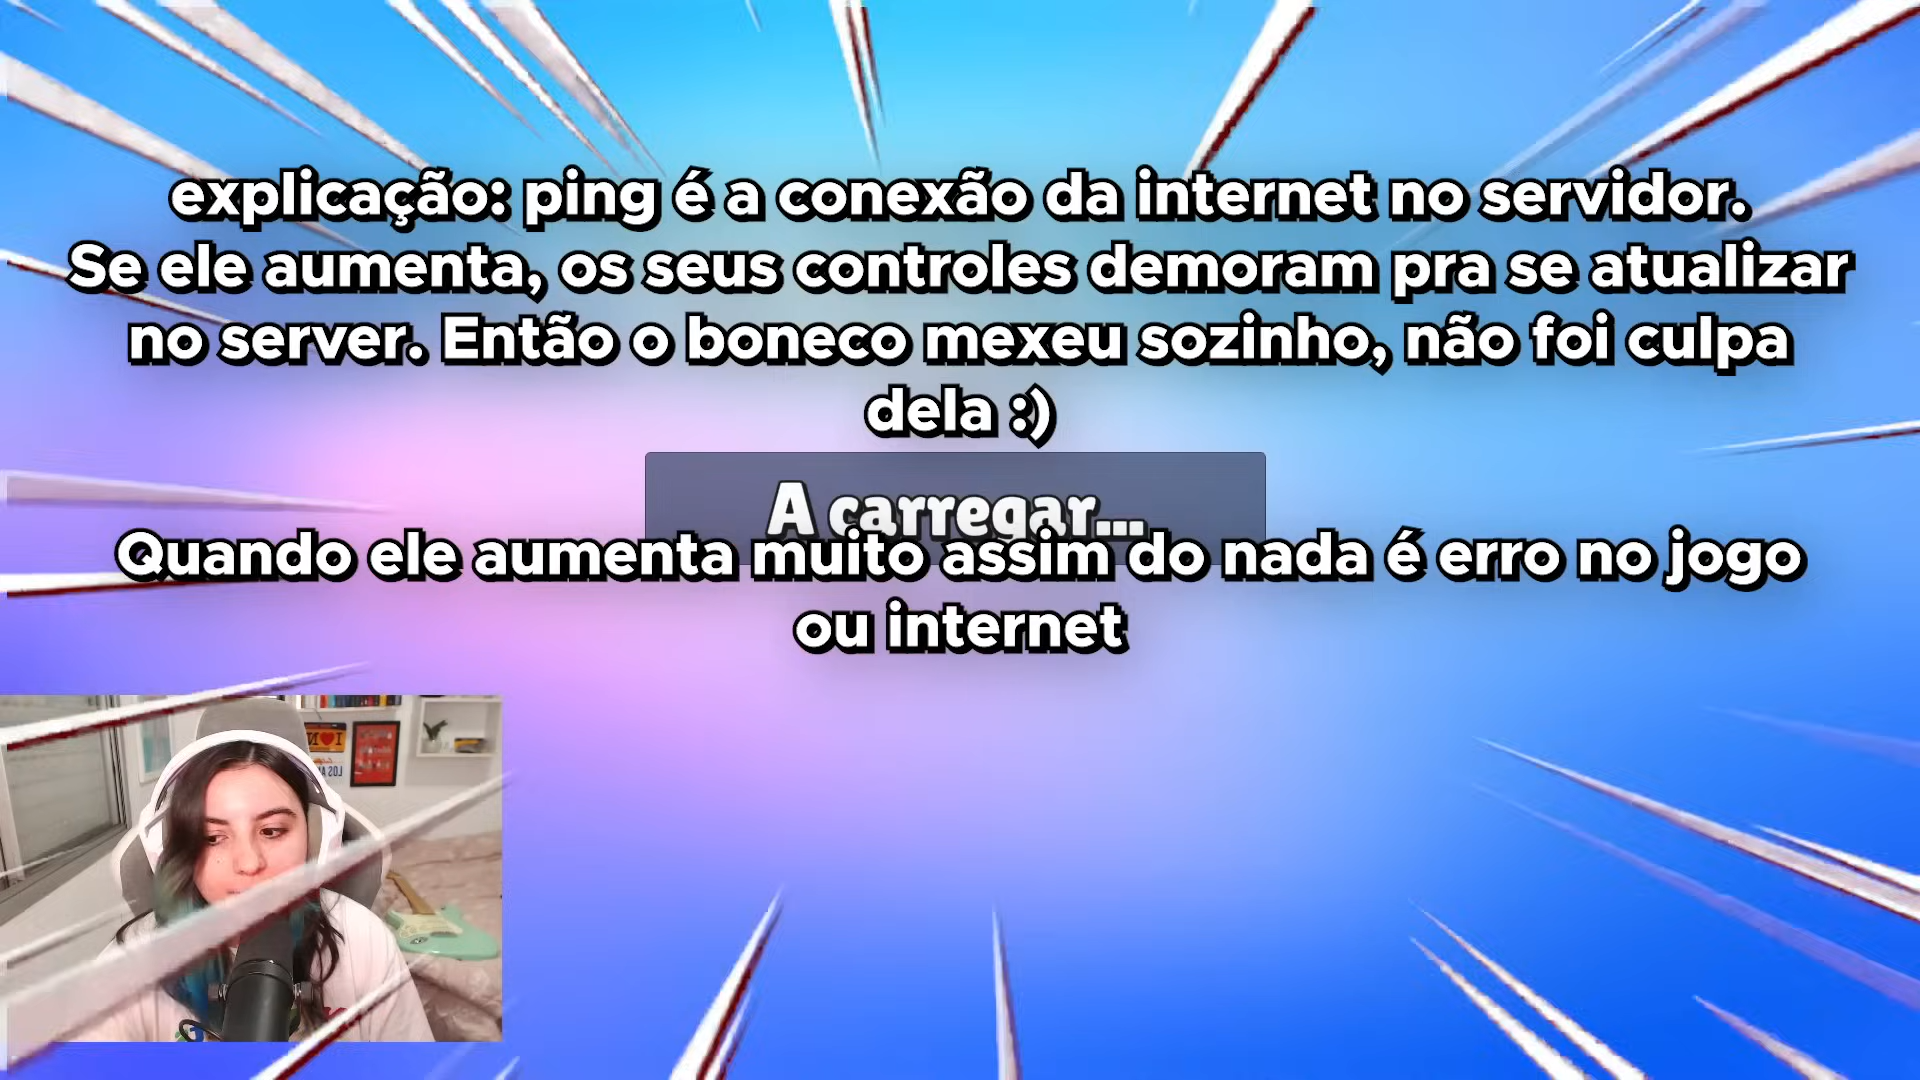 explicação: ping é a conexão da internet no servidor.
Se ele aumenta, os seus controles demoram pra se atualizar
no server. Então o boneco mexeu sozinho, não foi culpa
dela :)
A carregar...
Quando ele aumenta muito assim do nada é erro no jogo
ou internet